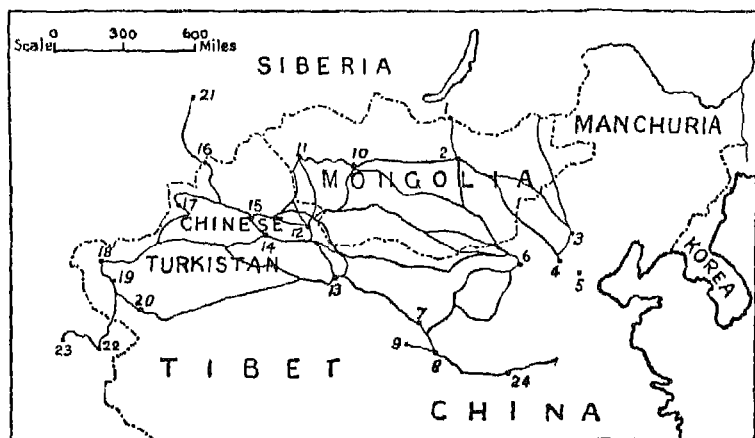 Scale 0 300 600 Miles
SIBERIA
MANCHURIA
MONGOLIA
CHINESE
TURKISTAN
KOREA
TIBET
CHINA
1
2
3
4
5
6
7
8
9
10
11
12
13
14
15
16
17
18
19
20
21
22
23
24